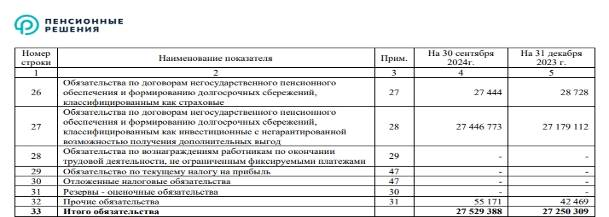 ПЕНСИОННЫЕ
РЕШЕНИЯ
Номер строки Наименование показателя Прим. На 30 сентября 2024г. На 31 декабря 2023 г.
1 2 3 4 5
26 Обязательства по договорам негосударственного пенсионного обеспечения и формированию долгосрочных сбережений, классифицированным как страховые 27 27 444 28 728
27 Обязательства по договорам негосударственного пенсионного обеспечения и формированию долгосрочных сбережений, классифицированным как инвестиционные с негарантированной возможностью получения дополнительных выгод 28 27 446 773 27 179 112
28 Обязательства по вознаграждениям работникам по окончании трудовой деятельности, не ограниченным фиксируемыми платежами 29 - -
29 Обязательство по текущему налогу на прибыль 47 - -
30 Отложенные налоговые обязательства 47 - -
31 Резервы - оценочные обязательства 30 - -
32 Прочие обязательства 31 55 171 42 469
33 Итого обязательства 27 529 388 27 250 309